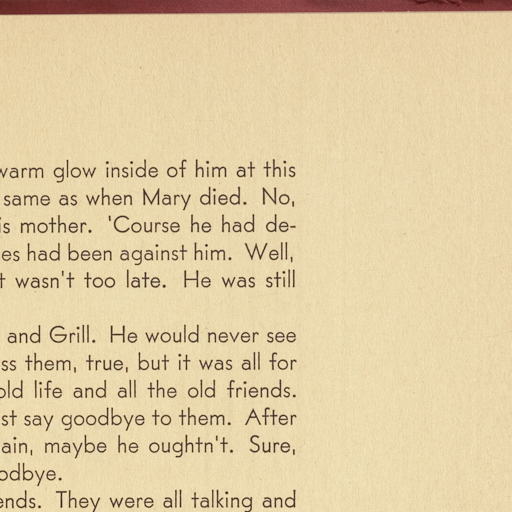 warm glow inside of him at this
same as when Mary died. No,
is mother. 'Course he had de-
es had been against him. Well,
t wasn't too late. He was still
and Grill. He would never see
ss them, true, but it was all for
old life and all the old friends.
st say goodbye to them. After
ain, maybe he oughtn't. Sure,
odbye.
ends. They were all talking and